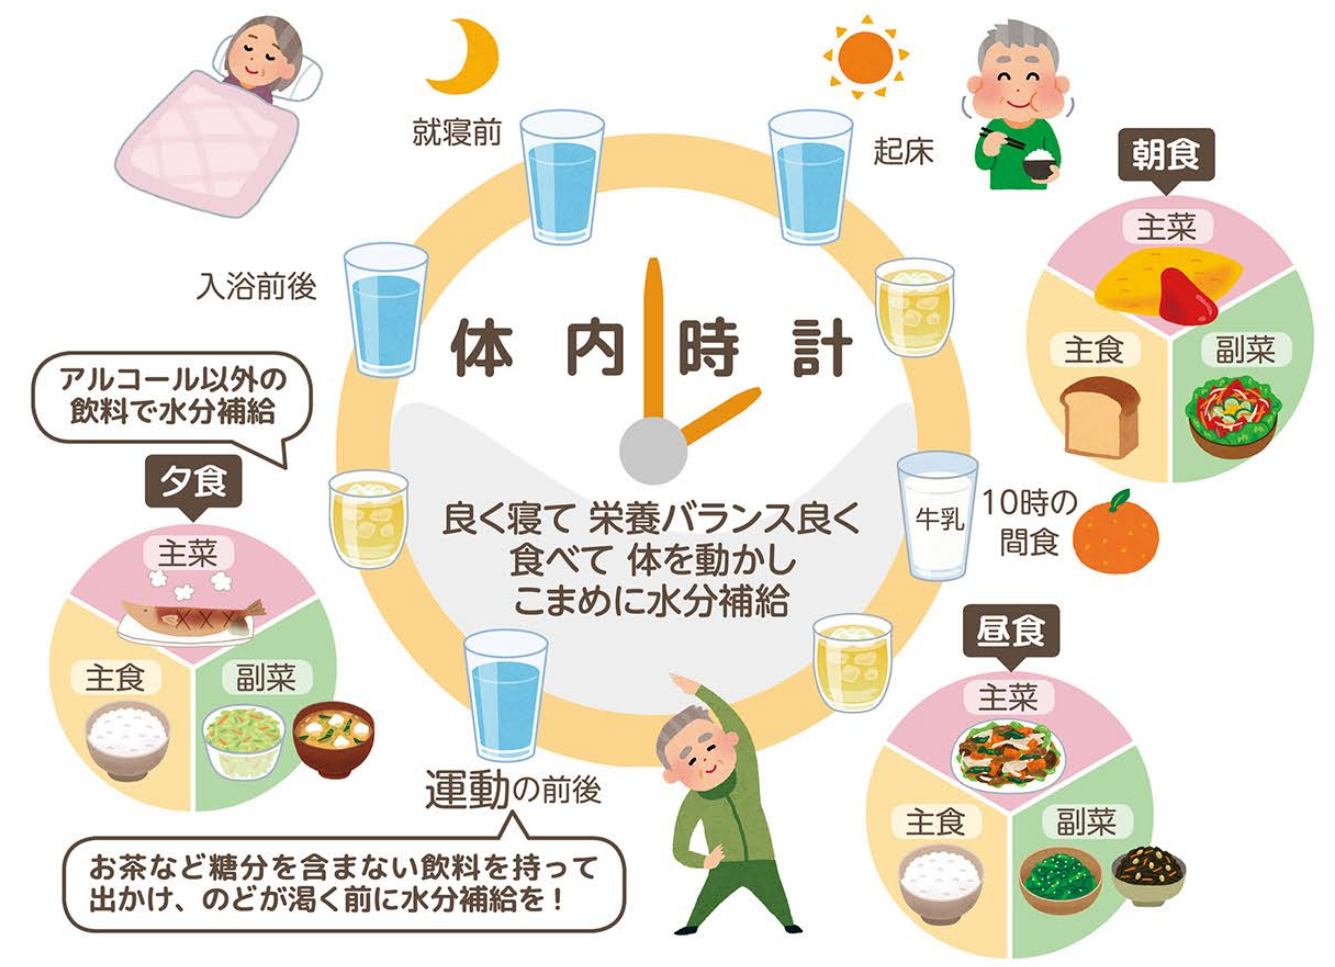 就寝前
起床
朝食
主菜
主食
副菜
入浴前後
体内時計
アルコール以外の
飲料で水分補給
夕食
主菜
主食
副菜
良く寝て 栄養バランス良く
食べて 体を動かし
こまめに水分補給
牛乳
10時の
間食
昼食
主菜
主食
副菜
運動の前後
お茶など糖分を含まない飲料を持って
出かけ、のどが渇く前に水分補給を!